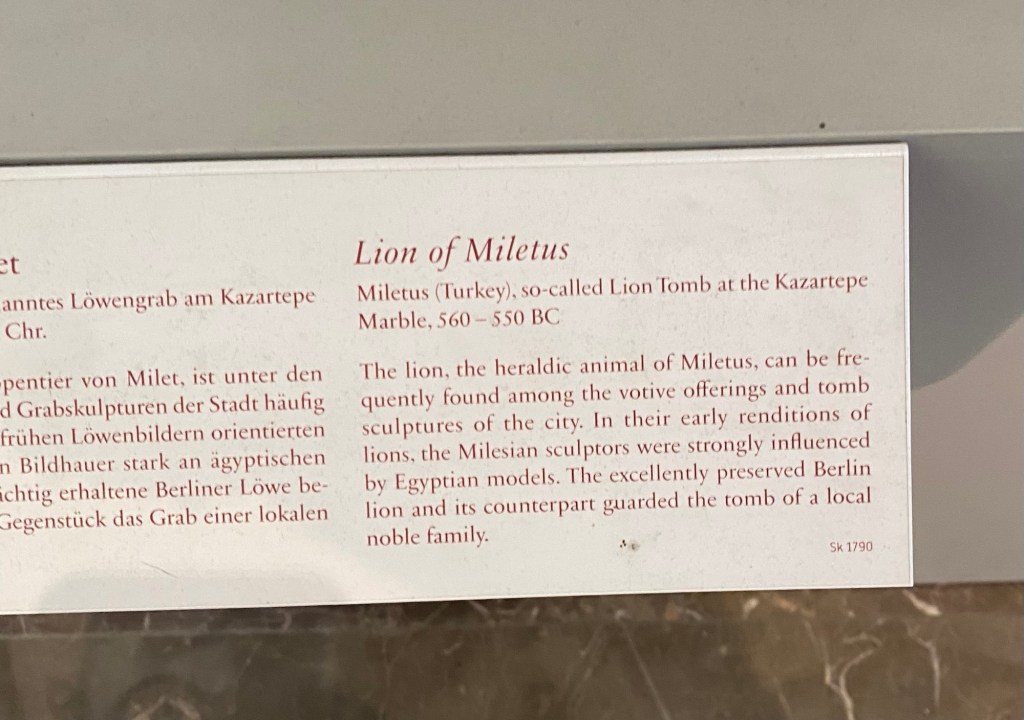 et
anntes Löwengrab am Kazartepe
Chr.
pentier von Milet, ist unter den
d Grabskulpturen der Stadt häufig
frühen Löwenbildern orientierten
n Bildhauer stark an ägyptischen
ichtig erhaltene Berliner Löwe be-
Gegenstück das Grab einer lokalen
Lion of Miletus
Miletus (Turkey), so-called Lion Tomb at the Kazartepe
Marble, 560 – 550 BC
The lion, the heraldic animal of Miletus, can be fre-
quently found among the votive offerings and tomb
sculptures of the city. In their early renditions of
lions, the Milesian sculptors were strongly influenced
by Egyptian models. The excellently preserved Berlin
lion and its counterpart guarded the tomb of a local
noble family.
Sk 1790